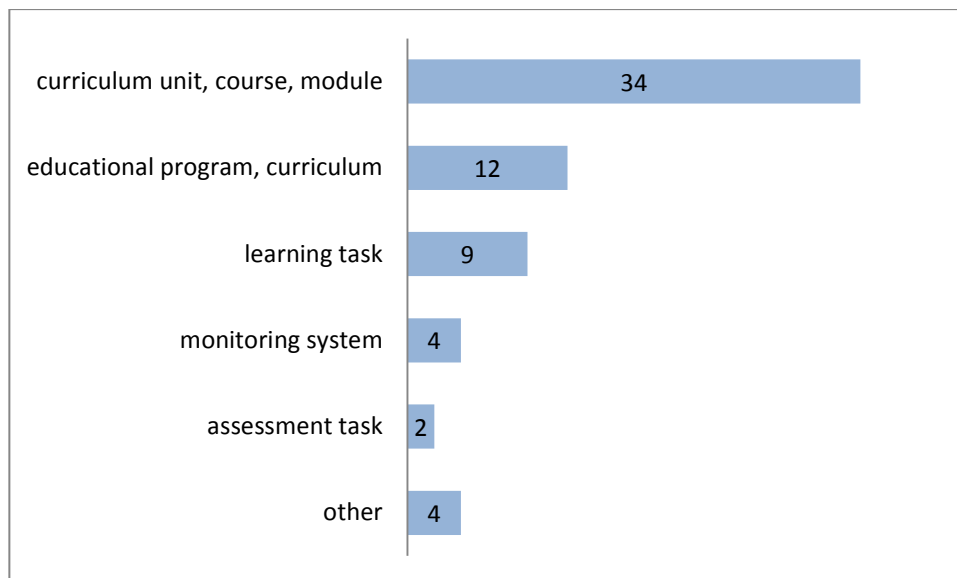 curriculum unit, course, module 34
educational program, curriculum 12
learning task 9
monitoring system 4
assessment task 2
other 4